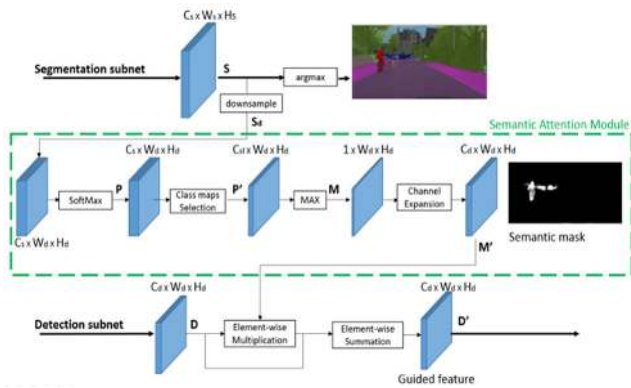 Cs x Ws x Hs
Segmentation subnet
S
argmax
downsample
Sd
Semantic Attention Module
Cs x Wd x Hd
Csl x Wd x Hd
1 x Wd x Hd
Cd x Wd x Hd
SoftMax
P
Class maps
Selection
P'
MAX
M
Channel
Expansion
Cs x Wd x Hd
Semantic mask
M'
Cd x Wd x Hd
Cd x Wd x Hd
Detection subnet
D
Element-wise
Multiplication
Element-wise
Summation
D'
Guided feature